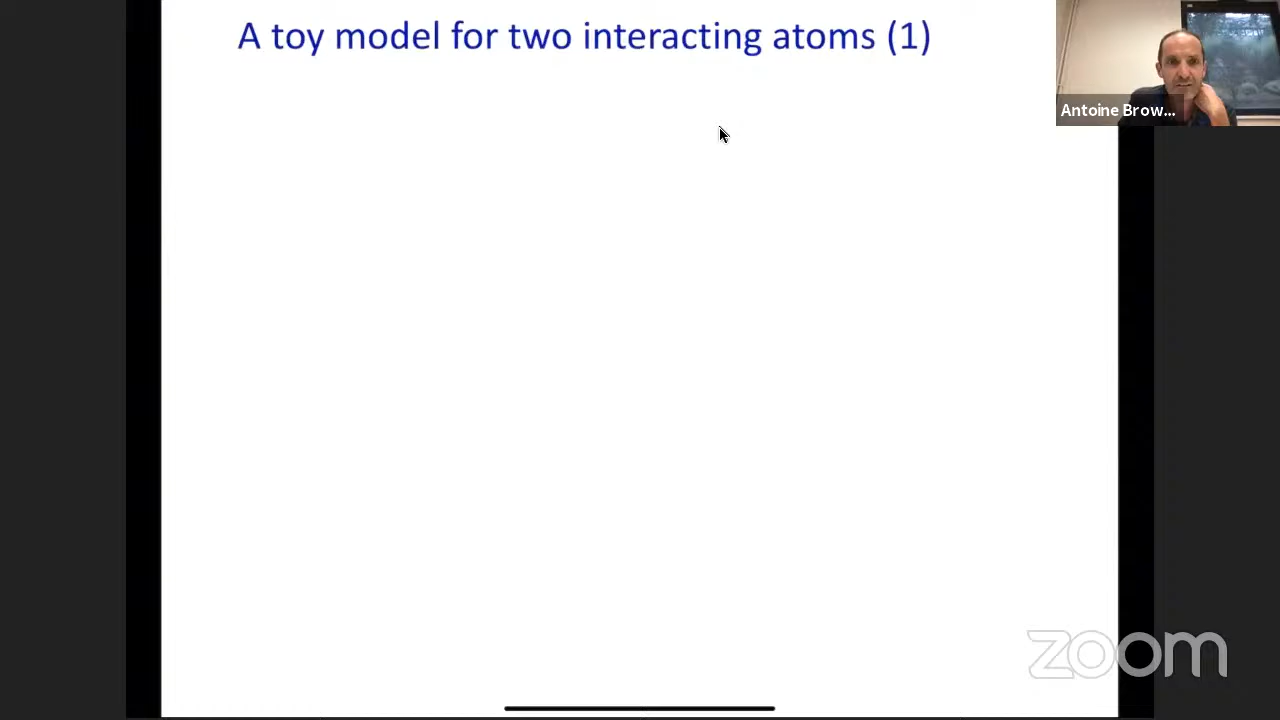 A toy model for two interacting atoms (1)
Antoine Brow...
zoom